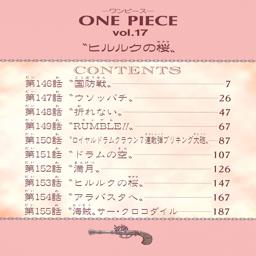 ―ワンピース―
ONE PIECE
vol.17
〝ヒルルクの桜〟
CONTENTS
第146話 〝国防戦〟 7
第147話 〝ウソッパチ〟 26
第148話 〝折れない〟 47
第149話 〝RUMBLE!!〟 67
第150話 〝ロイヤルドラムクラウン7連散弾ブリキング大砲〟 87
第151話 〝ドラムの空〟 107
第152話 〝満月〟 126
第153話 〝ヒルルクの桜〟 147
第154話 〝アラバスタへ〟 167
第155話 〝海賊、サー・クロコダイル〟 187